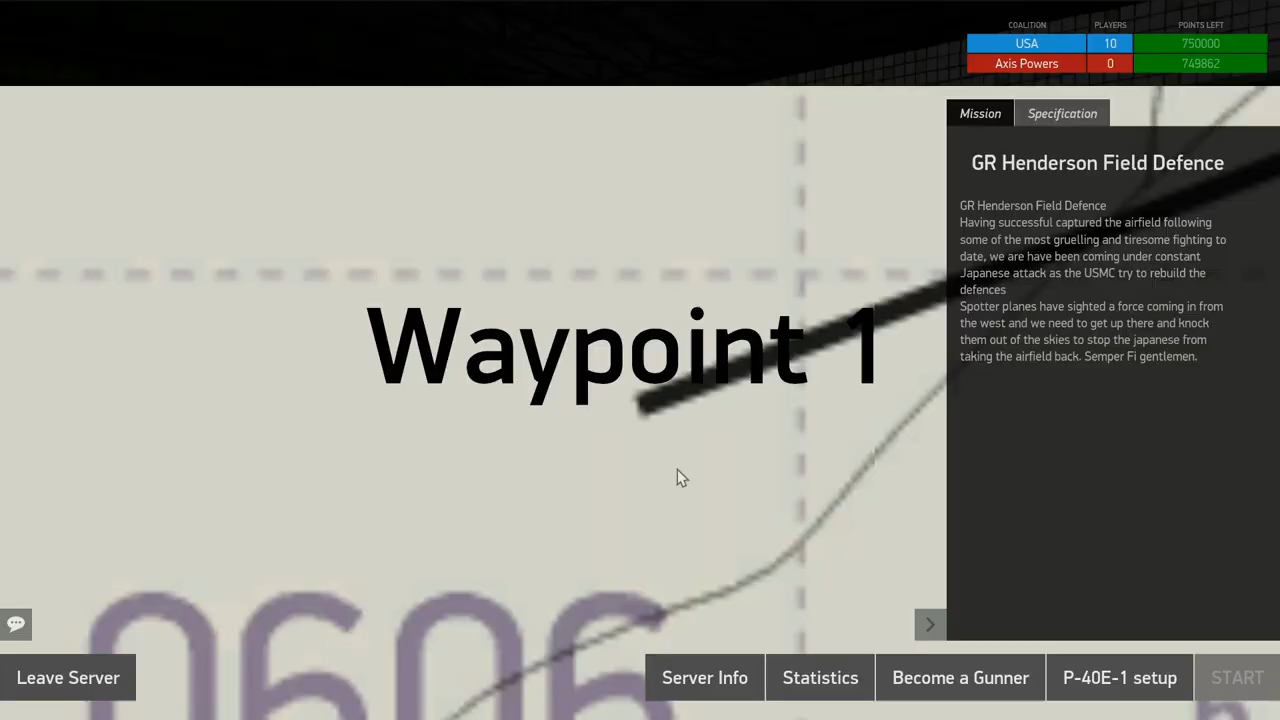 COALITION PLAYERS POINTS LEFT
USA 10 750000
Axis Powers 0 749862
Mission Specification
GR Henderson Field Defence
GR Henderson Field Defence
Having successful captured the airfield following
some of the most gruelling and tiresome fighting to
date, we are have been coming under constant
Japanese attack as the USMC try to rebuild the
defences
Spotter planes have sighted a force coming in from
the west and we need to get up there and knock
them out of the skies to stop the japanese from
taking the airfield back. Semper Fi gentlemen.
Waypoint 1
0606
Leave Server Server Info Statistics Become a Gunner P-40E-1 setup START